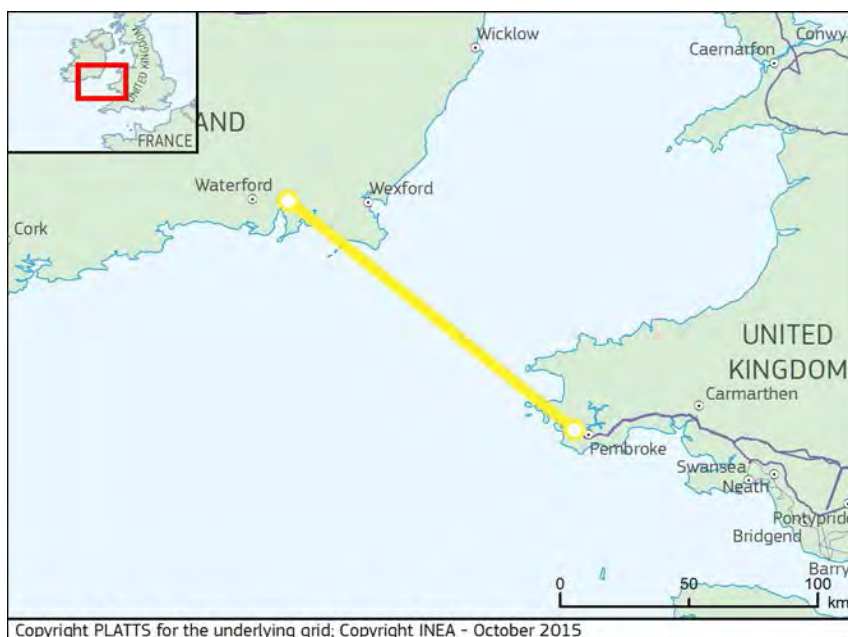 Wicklow
Caernarfon
Conwy
UNITED KINGDOM
FRANCE
AND
Waterford
Wexford
Cork
UNITED
KINGDOM
Carmarthen
Pembroke
Swansea
Neath
Pontypridd
Bridgend
Barry
0 50 100
km
Copyright PLATTS for the underlying grid; Copyright INEA - October 2015